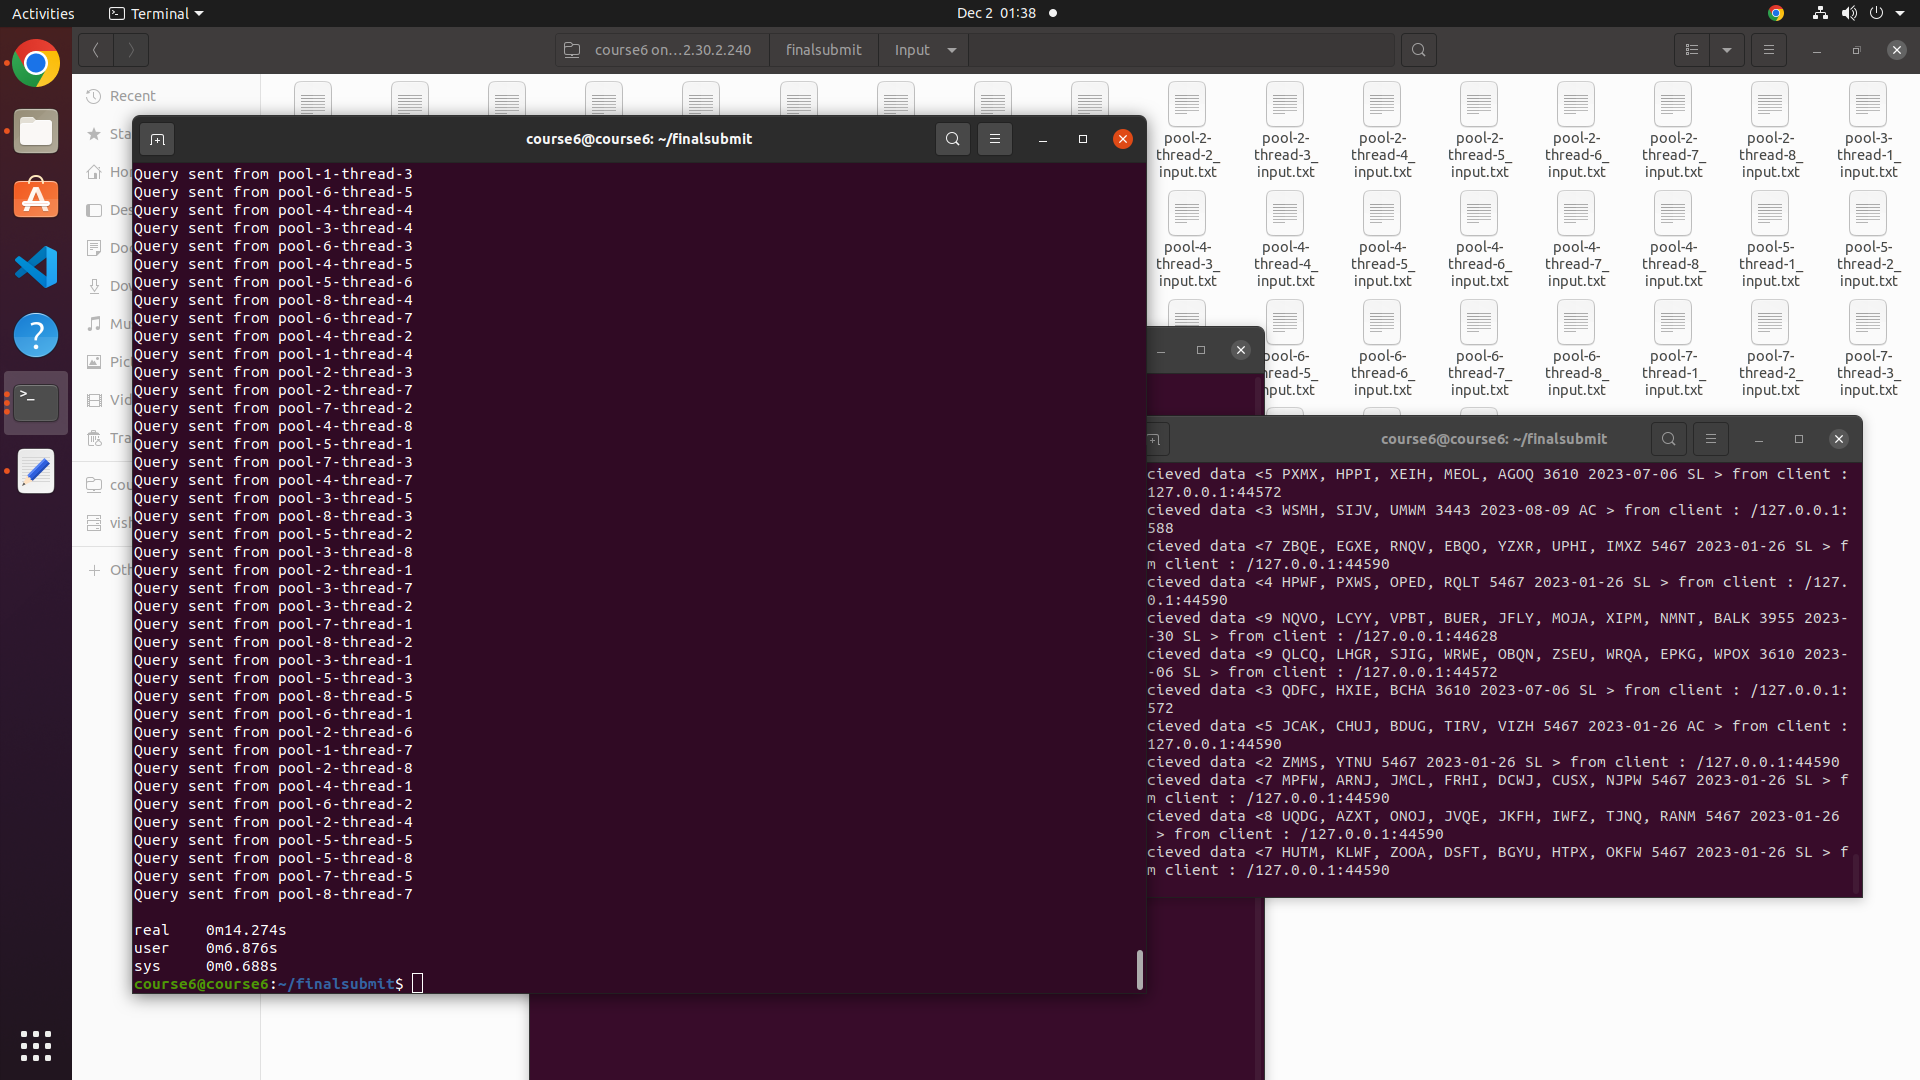 Activities
Terminal
Dec 2 01:38
course6 on…2.30.2.240
finalsubmit
Input
Recent
course6@course6: ~/finalsubmit
Query sent from pool-1-thread-3
Query sent from pool-6-thread-5
Query sent from pool-4-thread-4
Query sent from pool-3-thread-4
Query sent from pool-6-thread-3
Query sent from pool-4-thread-5
Query sent from pool-5-thread-6
Query sent from pool-8-thread-4
Query sent from pool-6-thread-7
Query sent from pool-4-thread-2
Query sent from pool-1-thread-4
Query sent from pool-2-thread-3
Query sent from pool-2-thread-7
Query sent from pool-7-thread-2
Query sent from pool-4-thread-8
Query sent from pool-5-thread-1
Query sent from pool-7-thread-3
Query sent from pool-4-thread-7
Query sent from pool-3-thread-5
Query sent from pool-8-thread-3
Query sent from pool-5-thread-2
Query sent from pool-3-thread-8
Query sent from pool-2-thread-1
Query sent from pool-3-thread-7
Query sent from pool-3-thread-2
Query sent from pool-7-thread-1
Query sent from pool-8-thread-2
Query sent from pool-3-thread-1
Query sent from pool-5-thread-3
Query sent from pool-8-thread-5
Query sent from pool-6-thread-1
Query sent from pool-2-thread-6
Query sent from pool-1-thread-7
Query sent from pool-2-thread-8
Query sent from pool-4-thread-1
Query sent from pool-6-thread-2
Query sent from pool-2-thread-4
Query sent from pool-5-thread-5
Query sent from pool-5-thread-8
Query sent from pool-7-thread-5
Query sent from pool-8-thread-7
real 0m14.274s
user 0m6.876s
sys 0m0.688s
course6@course6:~/finalsubmit$
pool-2-thread-2_input.txt
pool-2-thread-3_input.txt
pool-2-thread-4_input.txt
pool-2-thread-5_input.txt
pool-2-thread-6_input.txt
pool-2-thread-7_input.txt
pool-2-thread-8_input.txt
pool-3-thread-1_input.txt
pool-4-thread-3_input.txt
pool-4-thread-4_input.txt
pool-4-thread-5_input.txt
pool-4-thread-6_input.txt
pool-4-thread-7_input.txt
pool-4-thread-8_input.txt
pool-5-thread-1_input.txt
pool-5-thread-2_input.txt
pool-6-
hread-5_
nput.txt
pool-6-thread-6_input.txt
pool-6-thread-7_input.txt
pool-6-thread-8_input.txt
pool-7-thread-1_input.txt
pool-7-thread-2_input.txt
pool-7-thread-3_input.txt
course6@course6: ~/finalsubmit
cieved data <5 PXMX, HPPI, XEIH, MEOL, AGOQ 3610 2023-07-06 SL > from client :
127.0.0.1:44572
cieved data <3 WSMH, SIJV, UMWM 3443 2023-08-09 AC > from client : /127.0.0.1:
588
cieved data <7 ZBQE, EGXE, RNQV, EBQO, YZXR, UPHI, IMXZ 5467 2023-01-26 SL > f
m client : /127.0.0.1:44590
cieved data <4 HPWF, PXWS, OPED, RQLT 5467 2023-01-26 SL > from client : /127.
0.1:44590
cieved data <9 NQVO, LCYY, VPBT, BUER, JFLY, MOJA, XIPM, NMNT, BALK 3955 2023-
-30 SL > from client : /127.0.0.1:44628
cieved data <9 QLCQ, LHGR, SJIG, WRWE, OBQN, ZSEU, WRQA, EPKG, WPOX 3610 2023-
-06 SL > from client : /127.0.0.1:44572
cieved data <3 QDFC, HXIE, BCHA 3610 2023-07-06 SL > from client : /127.0.0.1:
572
cieved data <5 JCAK, CHUJ, BDUG, TIRV, VIZH 5467 2023-01-26 AC > from client :
127.0.0.1:44590
cieved data <2 ZMMS, YTNU 5467 2023-01-26 SL > from client : /127.0.0.1:44590
cieved data <7 MPFW, ARNJ, JMCL, FRHI, DCWJ, CUSX, NJPW 5467 2023-01-26 SL > f
m client : /127.0.0.1:44590
cieved data <8 UQDG, AZXT, ONOJ, JVQE, JKFH, IWFZ, TJNQ, RANM 5467 2023-01-26
> from client : /127.0.0.1:44590
cieved data <7 HUTM, KLWF, ZOOA, DSFT, BGYU, HTPX, OKFW 5467 2023-01-26 SL > f
m client : /127.0.0.1:44590